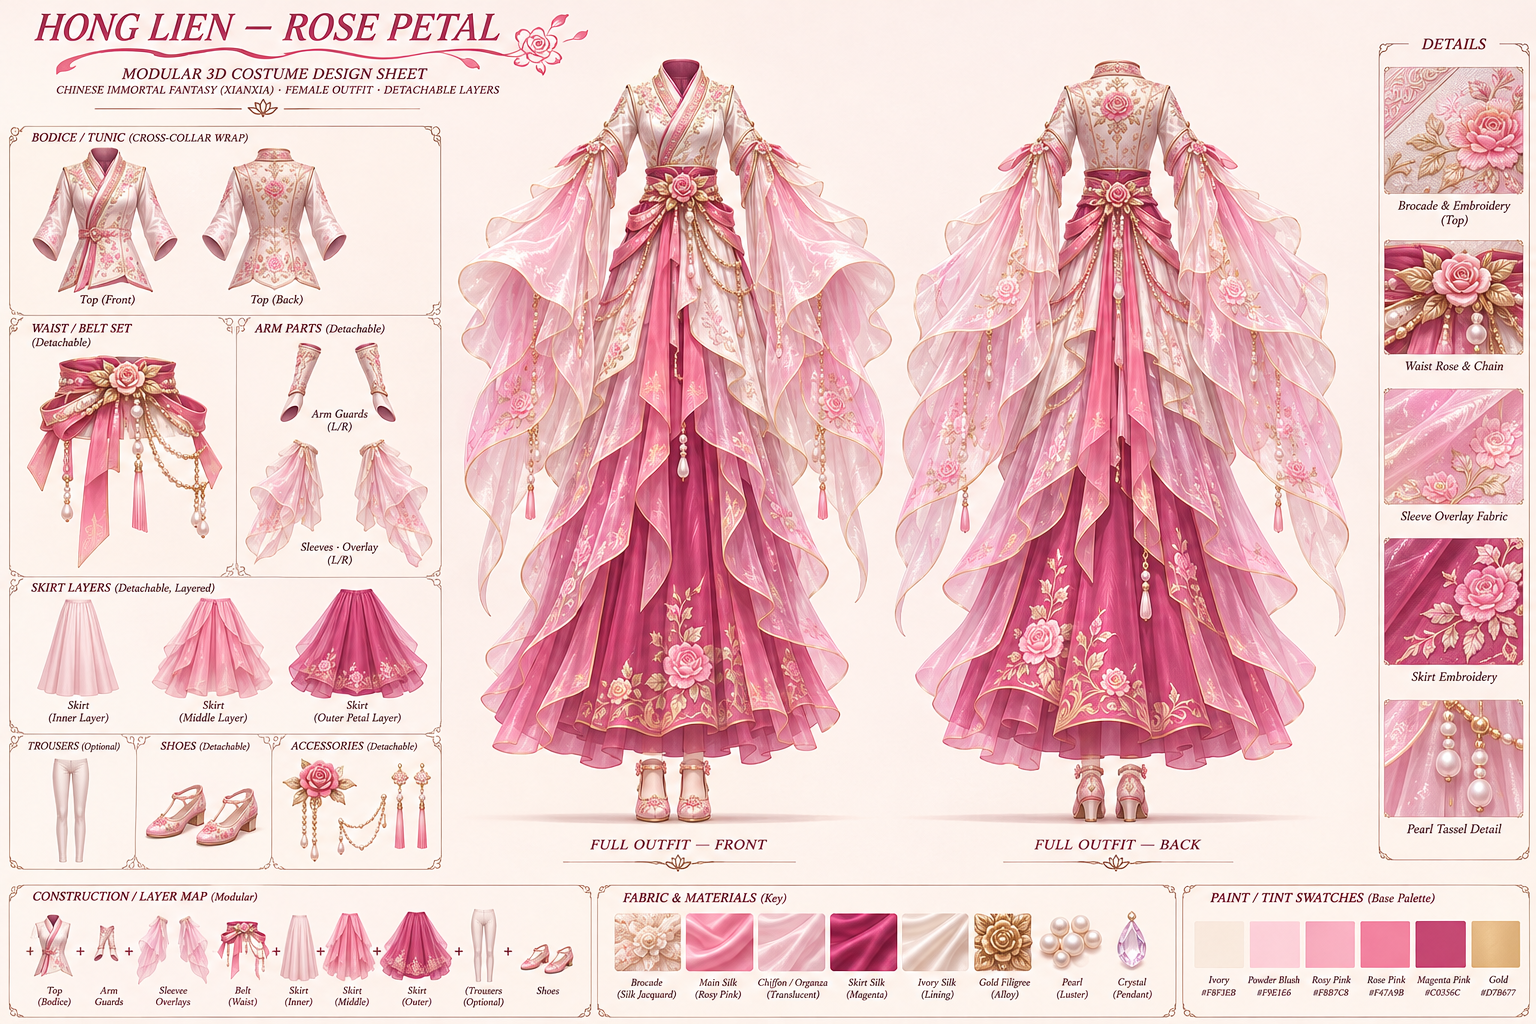 HONG LIEN — ROSE PETAL
MODULAR 3D COSTUME DESIGN SHEET
CHINESE IMMORTAL FANTASY (XIANXIA) · FEMALE OUTFIT · DETACHABLE LAYERS
BODICE / TUNIC (CROSS-COLLAR WRAP)
Top (Front)
Top (Back)
WAIST / BELT SET
(Detachable)
ARM PARTS (Detachable)
Arm Guards
(L/R)
Sleeves · Overlay
(L/R)
SKIRT LAYERS (Detachable, Layered)
Skirt
(Inner Layer)
Skirt
(Middle Layer)
Skirt
(Outer Petal Layer)
TROUSERS (Optional)
SHOES (Detachable)
ACCESSORIES (Detachable)
FULL OUTFIT — FRONT
FULL OUTFIT — BACK
DETAILS
Brocade & Embroidery
(Top)
Waist Rose & Chain
Sleeve Overlay Fabric
Skirt Embroidery
Pearl Tassel Detail
CONSTRUCTION / LAYER MAP (Modular)
+ + + + + + + + +
Top
(Bodice)
Arm
Guards
Sleevee
Overlays
Belt
(Waist)
Skirt
(Inner)
Skirt
(Middle)
Skirt
(Outer)
(Trousers
(Optional)
Shoes
FABRIC & MATERIALS (Key)
Brocade
(Silk Jacquard)
Main Silk
(Rosy Pink)
Chiffon / Organza
(Translucent)
Skirt Silk
(Magenta)
Ivory Silk
(Lining)
Gold Filigree
(Alloy)
Pearl
(Luster)
Crystal
(Pendant)
PAINT / TINT SWATCHES (Base Palette)
Ivory
#F8F3EB
Powder Blush
#F9E1E6
Rosy Pink
#F8B7C8
Rose Pink
#F47A9B
Magenta Pink
#C0356C
Gold
#D7B677